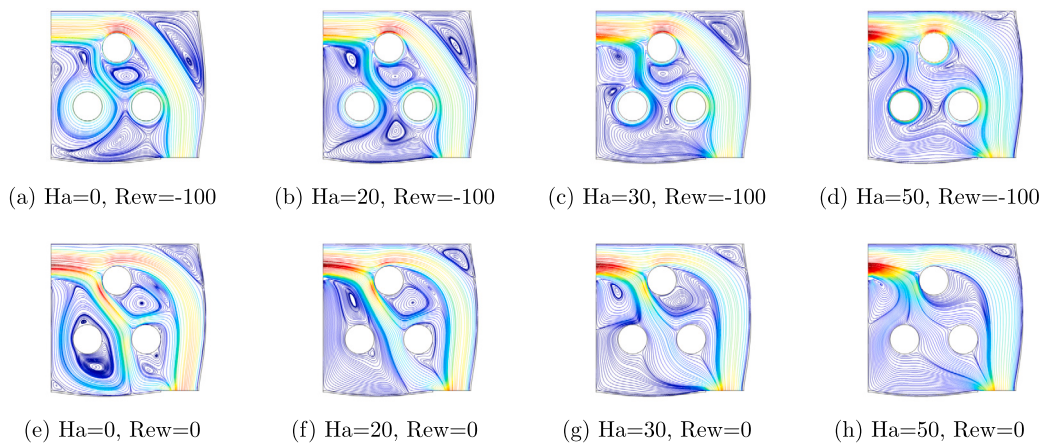 (a) Ha=0, Rew=-100 (b) Ha=20, Rew=-100 (c) Ha=30, Rew=-100 (d) Ha=50, Rew=-100
(e) Ha=0, Rew=0 (f) Ha=20, Rew=0 (g) Ha=30, Rew=0 (h) Ha=50, Rew=0